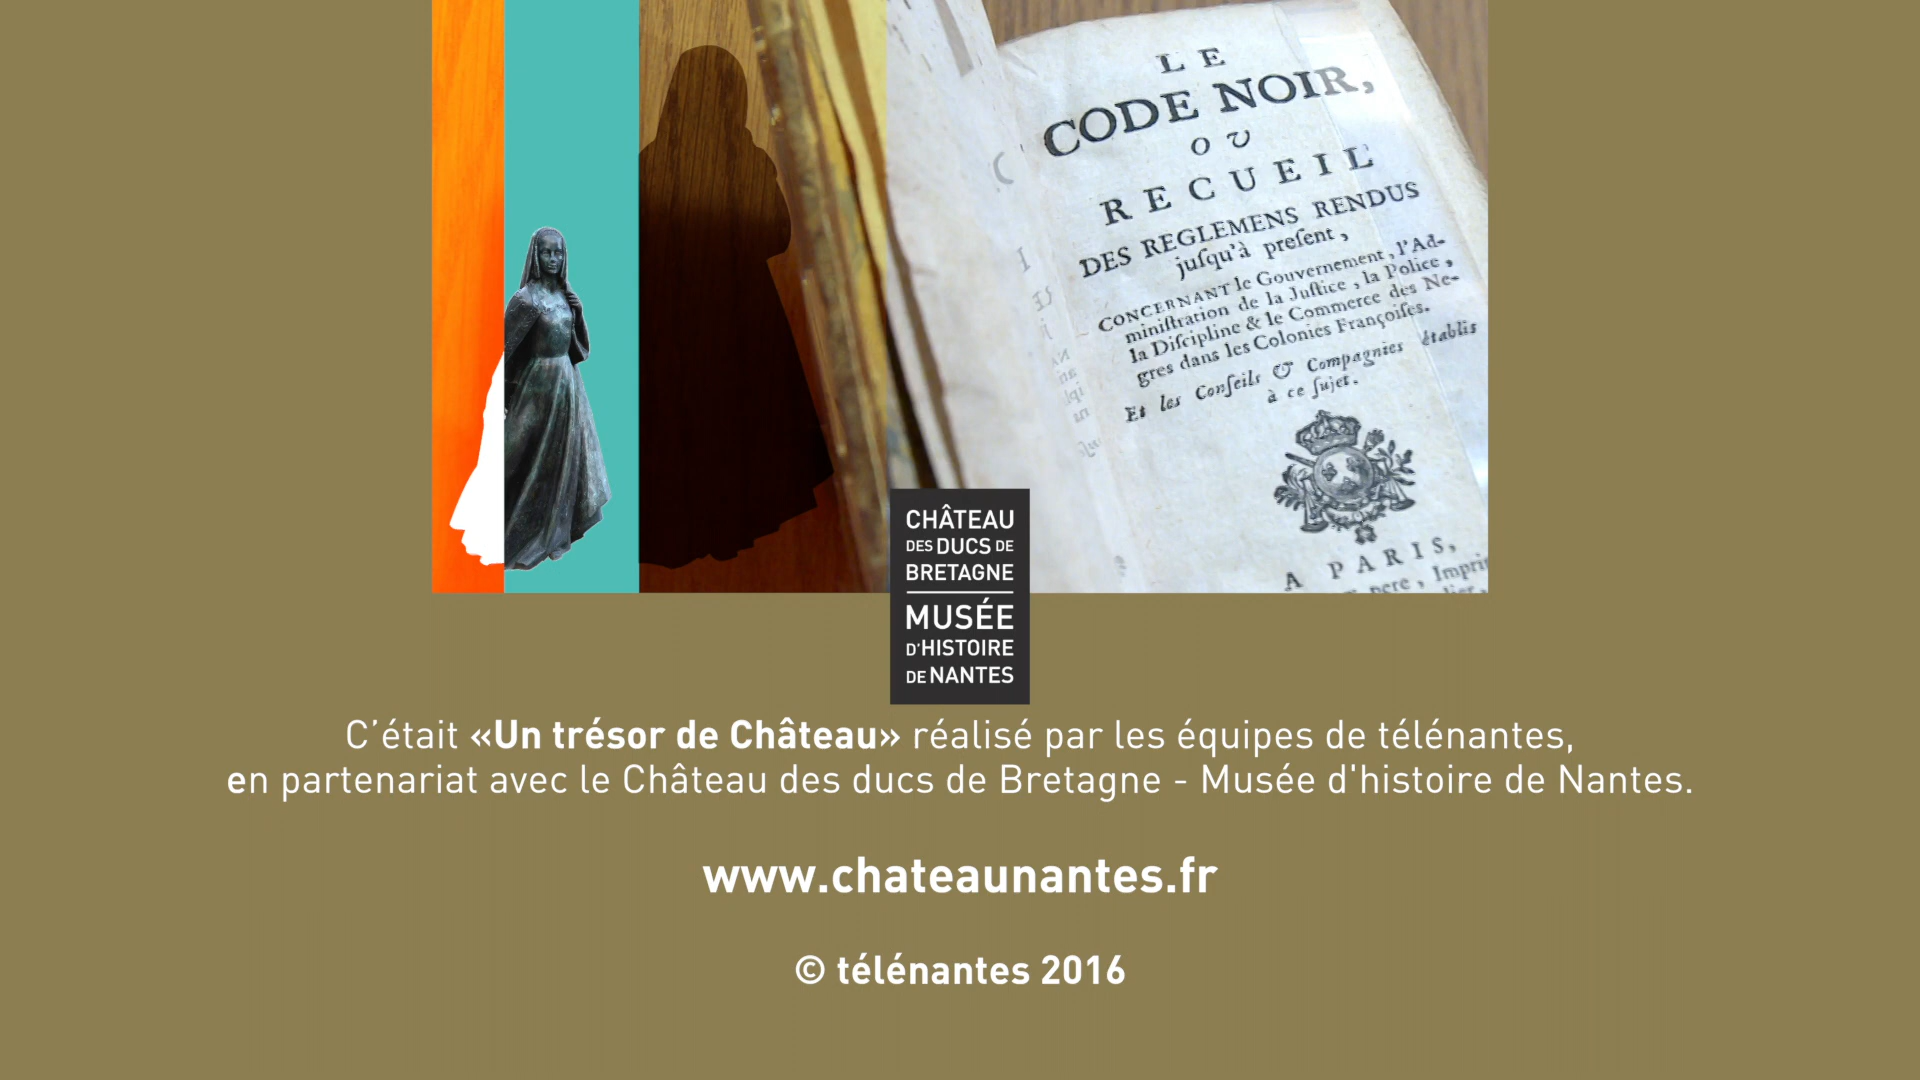 LE
CODE NOIR,
OU
RECUEIL
DES REGLEMENS RENDUS
juſqu'à preſent,
CONCERNANT le Gouvernement, l'Ad-
miniſtration de la Juſtice, la Police,
la Diſcipline & le Commerce des Ne-
gres dans les Colonies Françoiſes.
Et les Conſeils & Compagnies établis
à ce ſujet.
A PARIS,
CHÂTEAU
DES DUCS DE
BRETAGNE
MUSÉE
D'HISTOIRE
DE NANTES
C'était «Un trésor de Château» réalisé par les équipes de télénantes,
en partenariat avec le Château des ducs de Bretagne - Musée d'histoire de Nantes.
www.chateaunantes.fr
© télénantes 2016